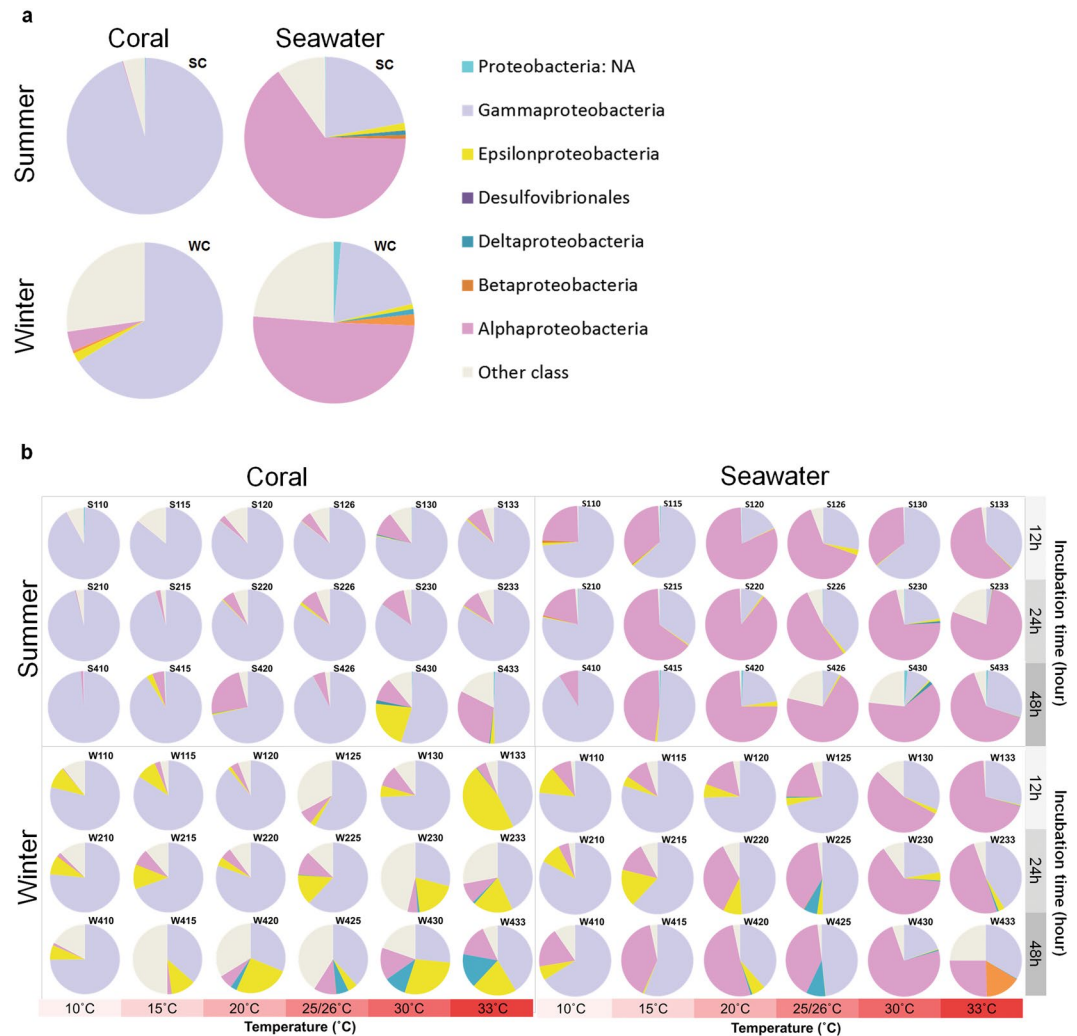 a
Coral
Seawater
Summer
SC
SC
Winter
WC
WC
Proteobacteria: NA
Gammaproteobacteria
Epsilonproteobacteria
Desulfovibrionales
Deltaproteobacteria
Betaproteobacteria
Alphaproteobacteria
Other class
b
Coral
Seawater
Summer
S110 S115 S120 S126 S130 S133 S110 S115 S120 S126 S130 S133
12h
S210 S215 S220 S226 S230 S233 S210 S215 S220 S226 S230 S233
24h
S410 S415 S420 S426 S430 S433 S410 S415 S420 S426 S430 S433
48h
Incubation time (hour)
Winter
W110 W115 W120 W125 W130 W133 W110 W115 W120 W125 W130 W133
12h
W210 W215 W220 W225 W230 W233 W210 W215 W220 W225 W230 W233
24h
W410 W415 W420 W425 W430 W433 W410 W415 W420 W425 W430 W433
48h
Incubation time (hour)
10˚C 15˚C 20˚C 25/26˚C 30˚C 33˚C 10˚C 15˚C 20˚C 25/26˚C 30˚C 33˚C
Temperature (˚C) Temperature (˚C)